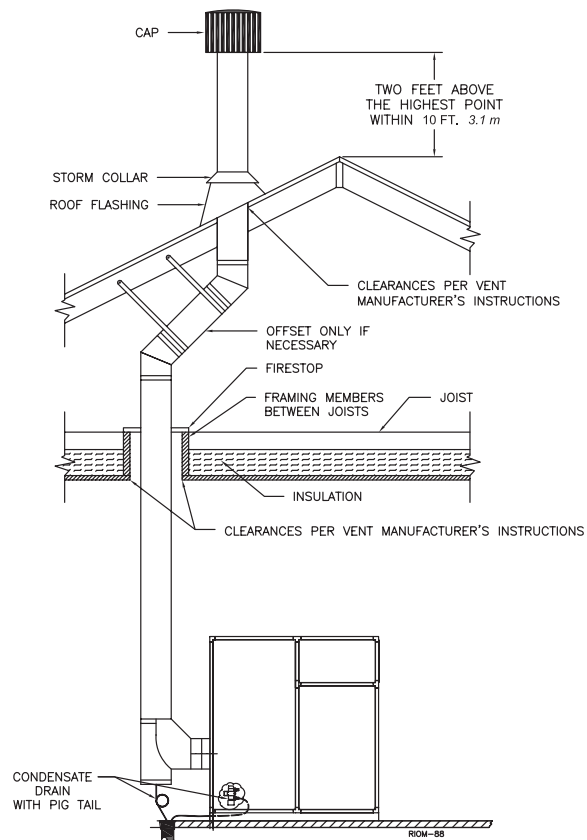 CAP
TWO FEET ABOVE
THE HIGHEST POINT
WITHIN 10 FT. 3.1 m
STORM COLLAR
ROOF FLASHING
CLEARANCES PER VENT
MANUFACTURER'S INSTRUCTIONS
OFFSET ONLY IF
NECESSARY
FIRESTOP
FRAMING MEMBERS
BETWEEN JOISTS
JOIST
INSULATION
CLEARANCES PER VENT MANUFACTURER'S INSTRUCTIONS
CONDENSATE
DRAIN
WITH PIG TAIL
RIOM-88